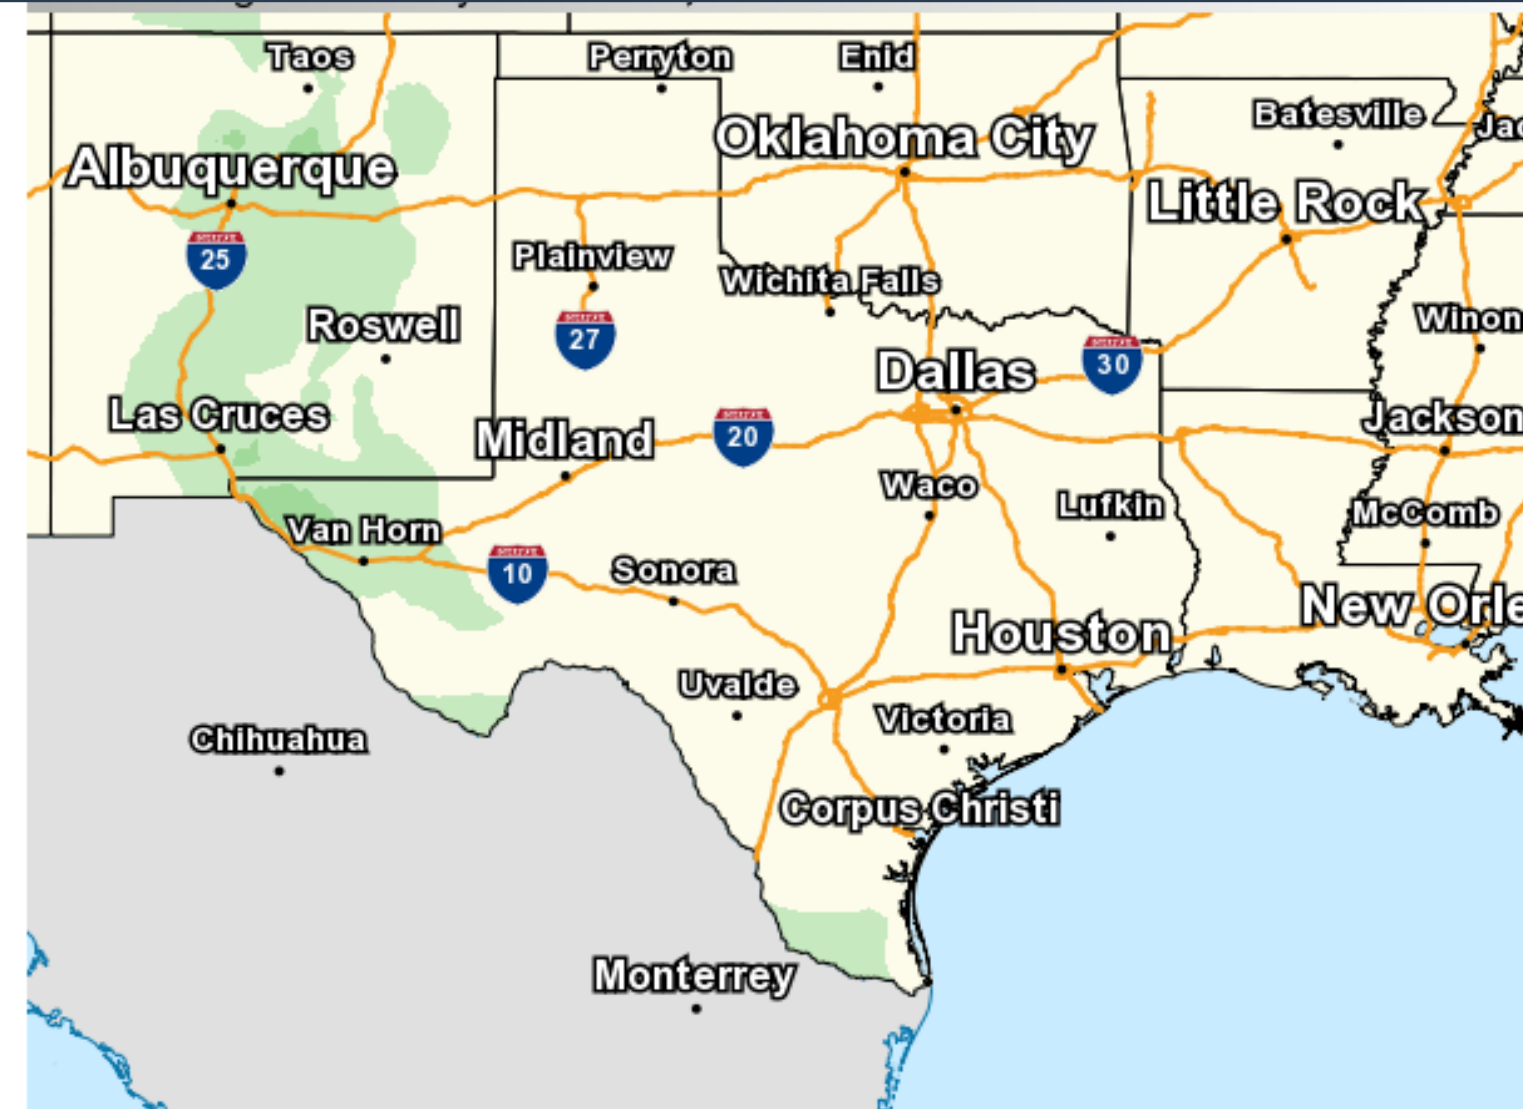 Taos
Perryton
Enid
Batesville
Oklahoma City
Albuquerque
Little Rock
25
Plainview
Wichita Falls
Roswell
27
Winon
30
Dallas
Las Cruces
Midland
20
Jackson
Waco
Lufkin
McComb
Van Horn
10
Sonora
New Orle
Houston
Uvalde
Victoria
Chihuahua
Corpus Christi
Monterrey